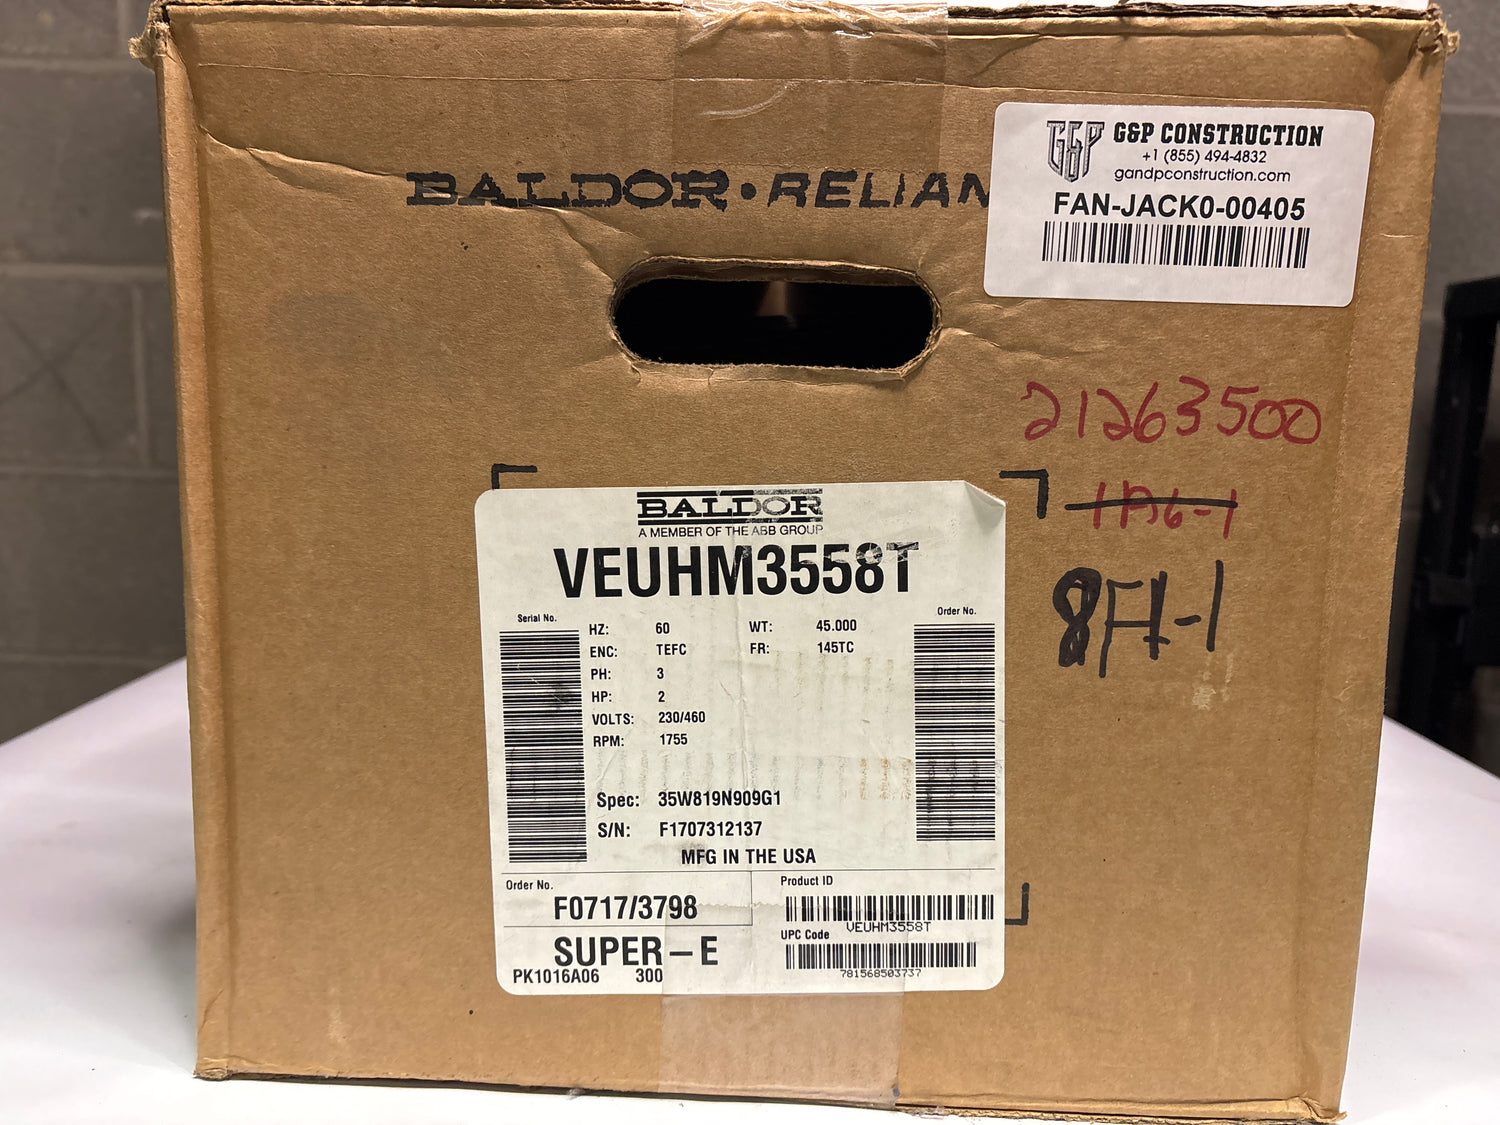 BALDOR•RELIAN
G&P G&P CONSTRUCTION
+1 (855) 494-4832
gandpconstruction.com
FAN-JACK0-00405
21263500
8F1-1
BALDOR
A MEMBER OF THE ABB GROUP
VEUHM3558T
Serial No.
Order No.
HZ: 60 WT: 45.000
ENC: TEFC FR: 145TC
PH: 3
HP: 2
VOLTS: 230/460
RPM: 1755
Spec: 35W819N909G1
S/N: F1707312137
MFG IN THE USA
Order No.
F0717/3798
Product ID
VEUHM3558T
SUPER-E
UPC Code
781568503737
PK1016A06 300